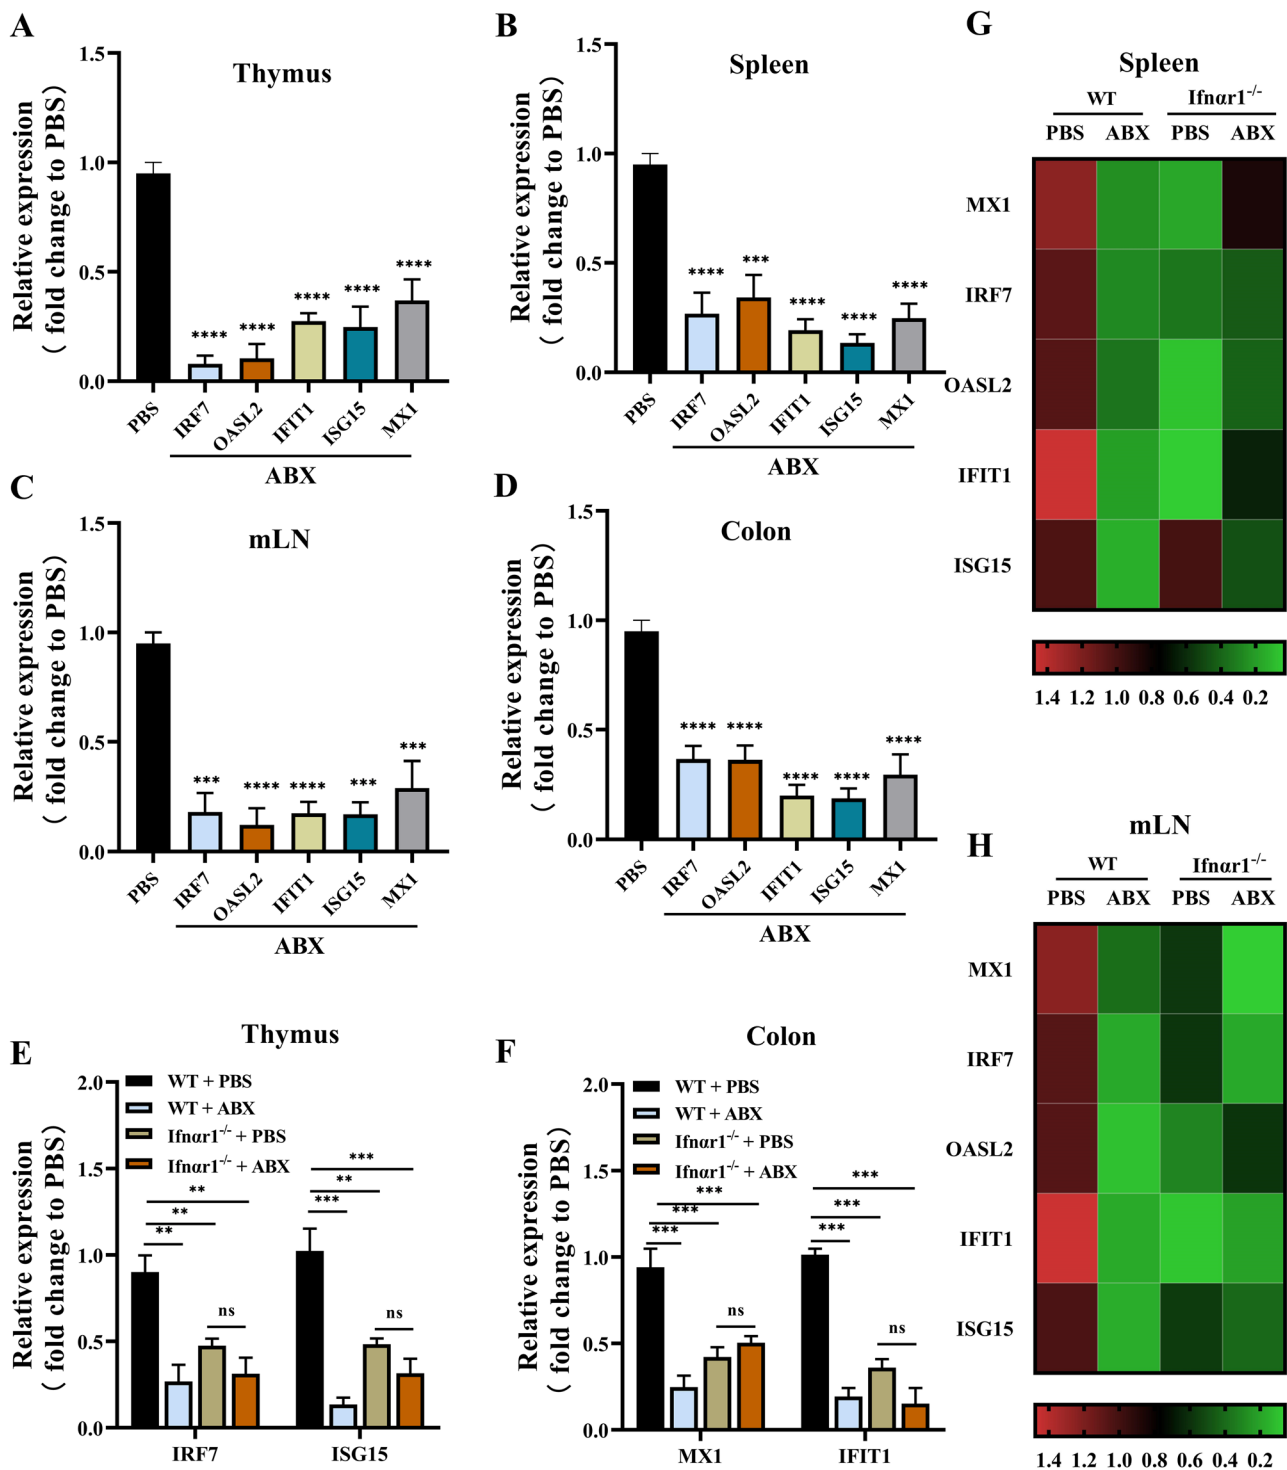 A
Thymus
Relative expression
( fold change to PBS)
1.5
1.0
0.5
0.0
****
****
****
****
****
PBS
IRF7
OASL2
IFIT1
ISG15
MX1
ABX
B
Spleen
Relative expression
( fold change to PBS)
1.5
1.0
0.5
0.0
****
***
****
****
****
PBS
IRF7
OASL2
IFIT1
ISG15
MX1
ABX
C
mLN
Relative expression
( fold change to PBS)
1.5
1.0
0.5
0.0
***
****
****
***
***
PBS
IRF7
OASL2
IFIT1
ISG15
MX1
ABX
D
Colon
Relative expression
( fold change to PBS)
1.5
1.0
0.5
0.0
****
****
****
****
****
PBS
IRF7
OASL2
IFIT1
ISG15
MX1
ABX
E
Thymus
Relative expression
( fold change to PBS)
2.0
1.5
1.0
0.5
0.0
WT + PBS
WT + ABX
Ifnαr1-/- + PBS
Ifnαr1-/- + ABX
**
**
**
ns
***
**
***
ns
IRF7
ISG15
F
Colon
Relative expression
( fold change to PBS)
2.0
1.5
1.0
0.5
0.0
WT + PBS
WT + ABX
Ifnαr1-/- + PBS
Ifnαr1-/- + ABX
***
***
***
ns
***
***
***
ns
MX1
IFIT1
G
Spleen
WT Ifnαr1-/-
PBS ABX PBS ABX
MX1
IRF7
OASL2
IFIT1
ISG15
1.4 1.2 1.0 0.8 0.6 0.4 0.2
H
mLN
WT Ifnαr1-/-
PBS ABX PBS ABX
MX1
IRF7
OASL2
IFIT1
ISG15
1.4 1.2 1.0 0.8 0.6 0.4 0.2